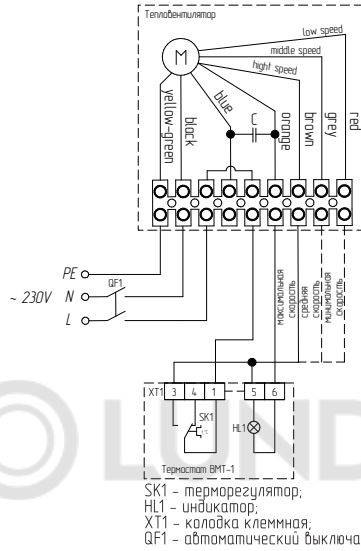 Тепловентилятор
low speed
middle speed
hight speed
M
yellow-green
black
blue
C
orange
brown
grey
red
PE
~ 230V
N
QF1
L
максимальная
скорость
средняя
скорость
минимальная
скорость
XT1
3
4
1
5
6
SK1
t°C
HL1
Термостат BMT-1
LUND
SK1 - терморегулятор;
HL1 - индикатор;
XT1 - колодка клеммная;
QF1 - автоматический выключа